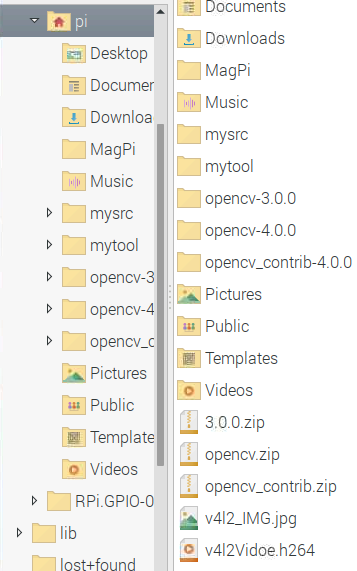 pi
Desktop
Documen
Downloa
MagPi
Music
mysrc
mytool
opencv-3
opencv-4
opencv_c
Pictures
Public
Template
Videos
RPi.GPIO-0
lib
lost+found
Documents
Downloads
MagPi
Music
mysrc
mytool
opencv-3.0.0
opencv-4.0.0
opencv_contrib-4.0.0
Pictures
Public
Templates
Videos
3.0.0.zip
opencv.zip
opencv_contrib.zip
v4l2_IMG.jpg
v4l2Vidoe.h264